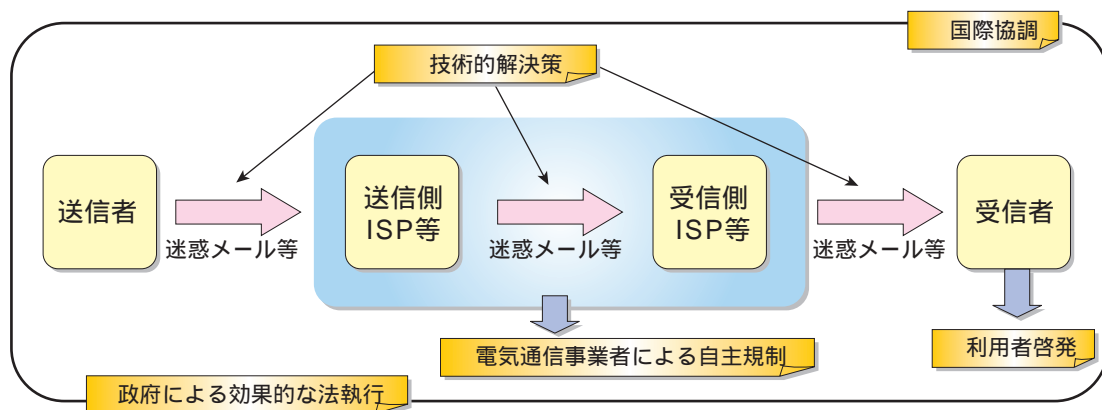 国際協調
技術的解決策
送信者
迷惑メール等
送信側
ISP等
迷惑メール等
受信側
ISP等
迷惑メール等
受信者
電気通信事業者による自主規制
利用者啓発
政府による効果的な法執行